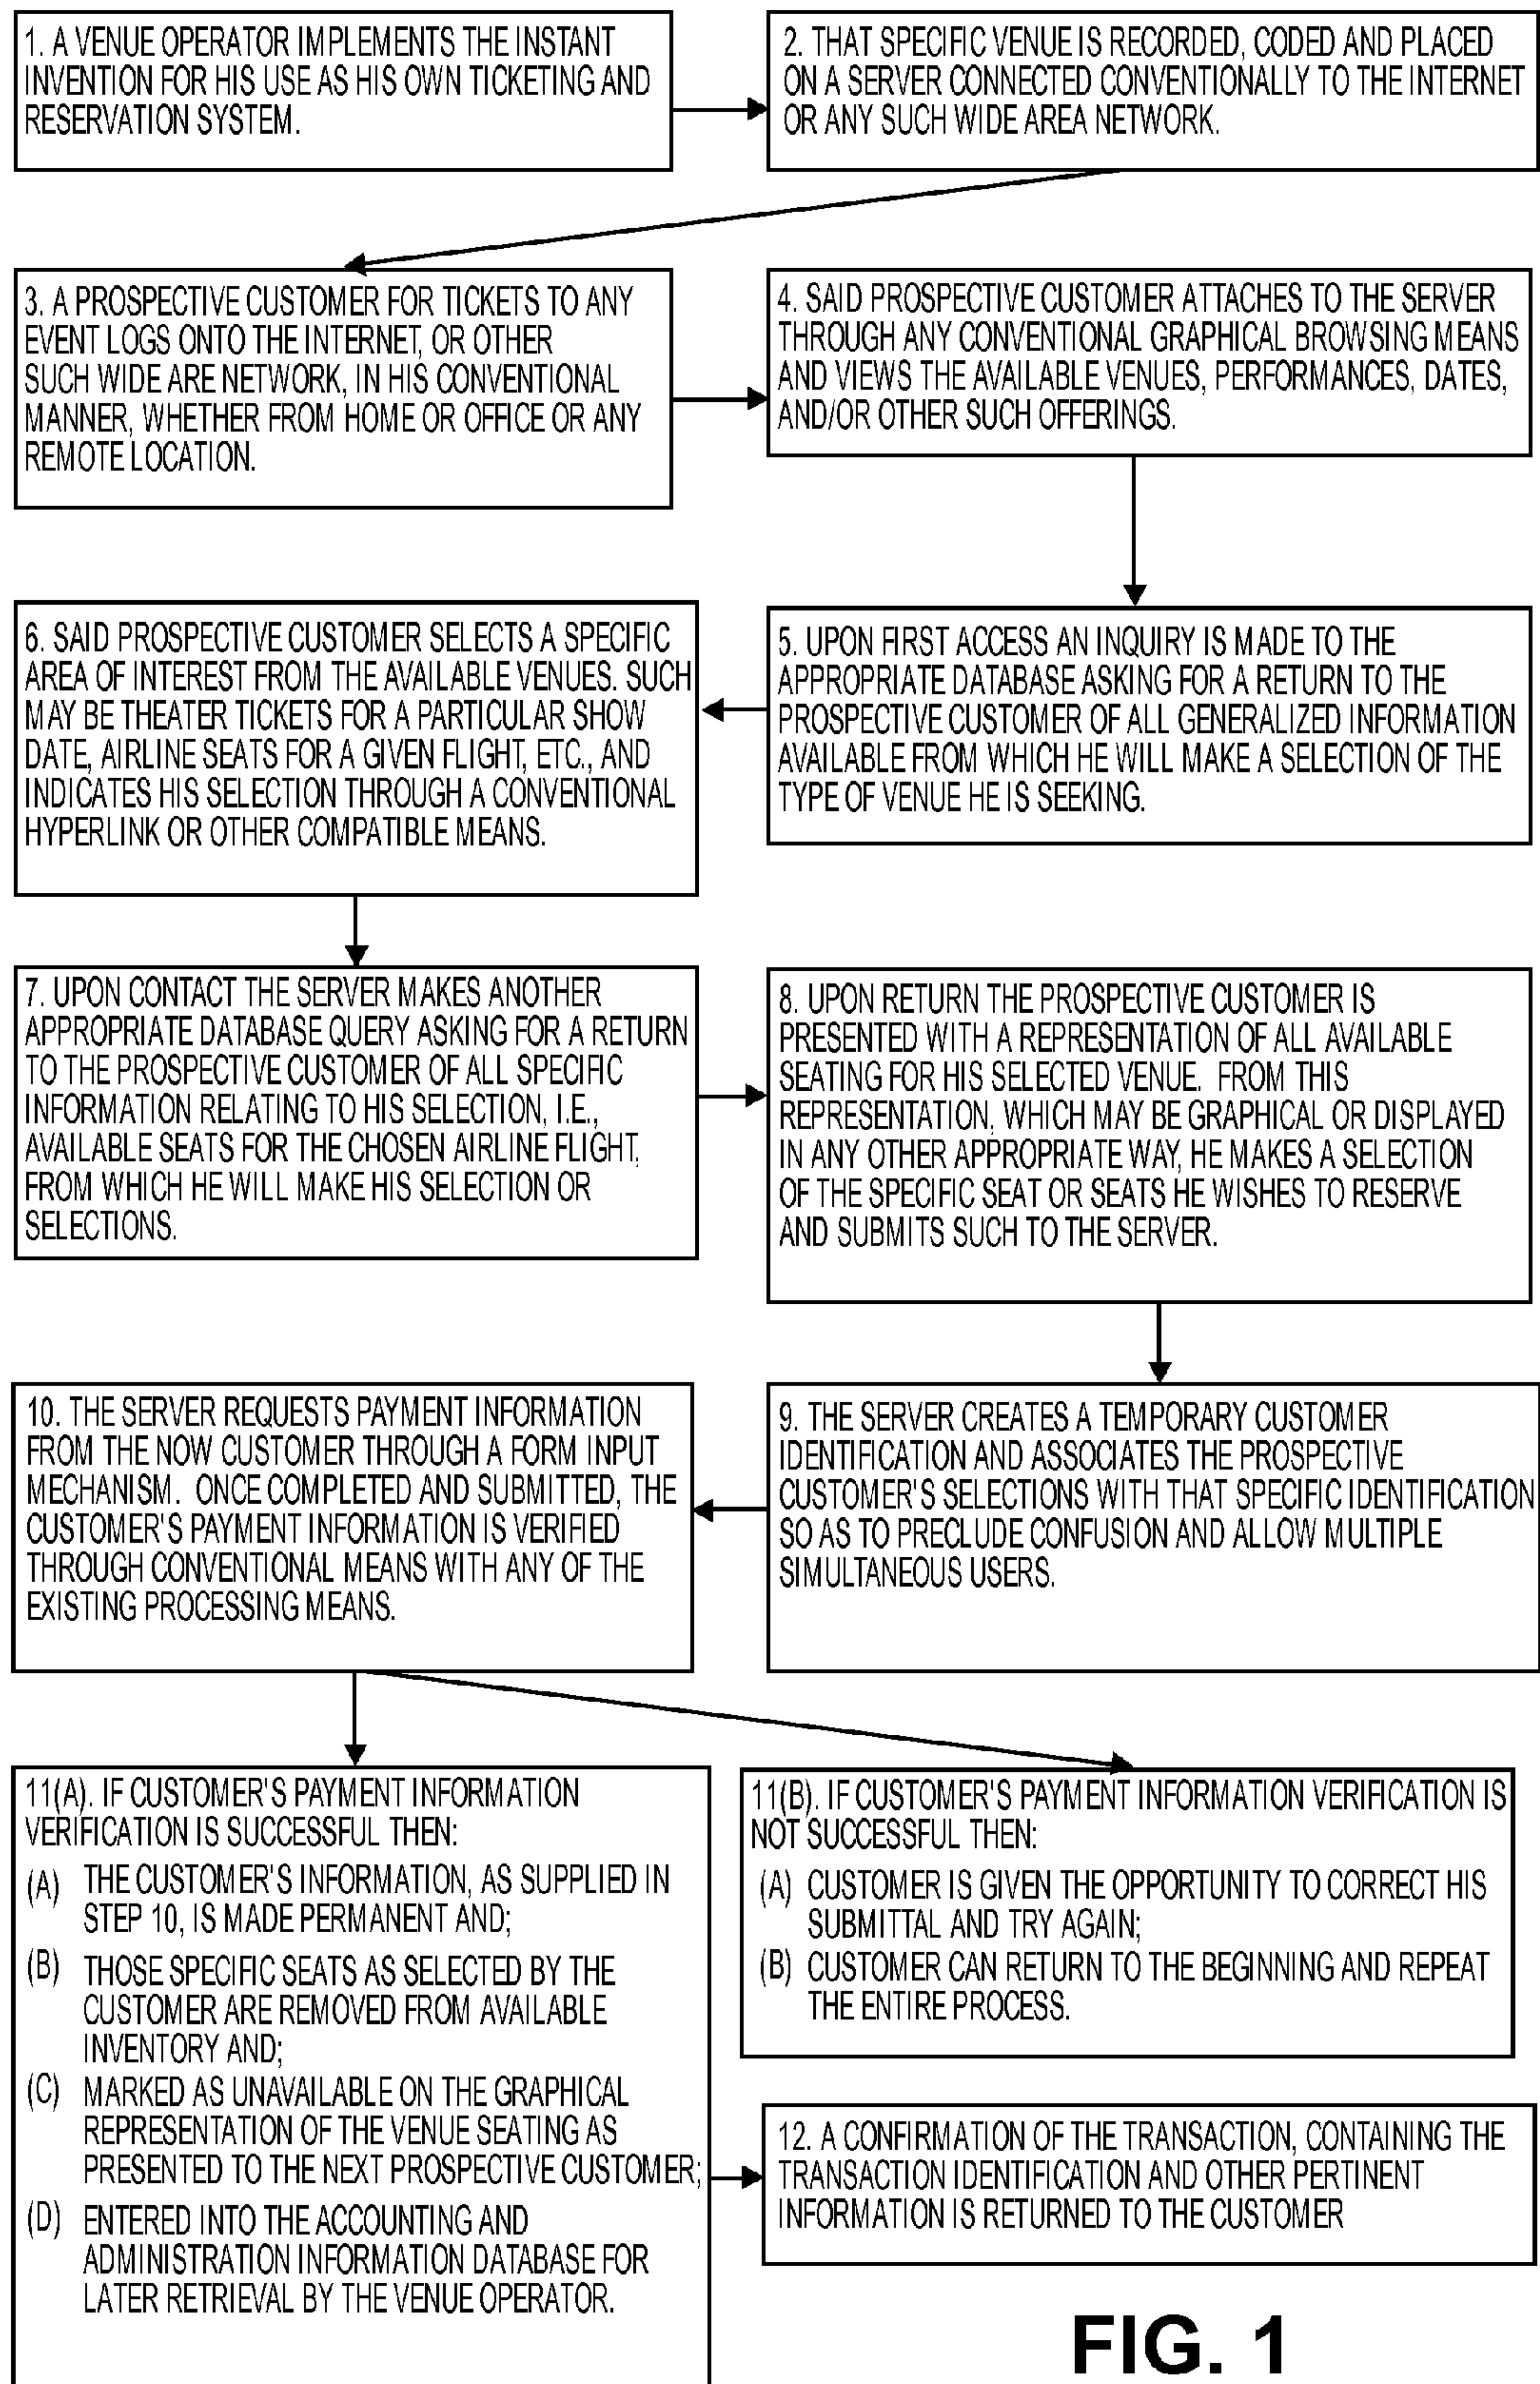 1. A VENUE OPERATOR IMPLEMENTS THE INSTANT
INVENTION FOR HIS USE AS HIS OWN TICKETING AND
RESERVATION SYSTEM.
2. THAT SPECIFIC VENUE IS RECORDED, CODED AND PLACED
ON A SERVER CONNECTED CONVENTIONALLY TO THE INTERNET
OR ANY SUCH WIDE AREA NETWORK.
3. A PROSPECTIVE CUSTOMER FOR TICKETS TO ANY
EVENT LOGS ONTO THE INTERNET, OR OTHER
SUCH WIDE ARE NETWORK, IN HIS CONVENTIONAL
MANNER, WHETHER FROM HOME OR OFFICE OR ANY
REMOTE LOCATION.
4. SAID PROSPECTIVE CUSTOMER ATTACHES TO THE SERVER
THROUGH ANY CONVENTIONAL GRAPHICAL BROWSING MEANS
AND VIEWS THE AVAILABLE VENUES, PERFORMANCES, DATES,
AND/OR OTHER SUCH OFFERINGS.
5. UPON FIRST ACCESS AN INQUIRY IS MADE TO THE
APPROPRIATE DATABASE ASKING FOR A RETURN TO THE
PROSPECTIVE CUSTOMER OF ALL GENERALIZED INFORMATION
AVAILABLE FROM WHICH HE WILL MAKE A SELECTION OF THE
TYPE OF VENUE HE IS SEEKING.
6. SAID PROSPECTIVE CUSTOMER SELECTS A SPECIFIC
AREA OF INTEREST FROM THE AVAILABLE VENUES. SUCH
MAY BE THEATER TICKETS FOR A PARTICULAR SHOW
DATE, AIRLINE SEATS FOR A GIVEN FLIGHT, ETC., AND
INDICATES HIS SELECTION THROUGH A CONVENTIONAL
HYPERLINK OR OTHER COMPATIBLE MEANS.
7. UPON CONTACT THE SERVER MAKES ANOTHER
APPROPRIATE DATABASE QUERY ASKING FOR A RETURN
TO THE PROSPECTIVE CUSTOMER OF ALL SPECIFIC
INFORMATION RELATING TO HIS SELECTION, I.E.,
AVAILABLE SEATS FOR THE CHOSEN AIRLINE FLIGHT,
FROM WHICH HE WILL MAKE HIS SELECTION OR
SELECTIONS.
8. UPON RETURN THE PROSPECTIVE CUSTOMER IS
PRESENTED WITH A REPRESENTATION OF ALL AVAILABLE
SEATING FOR HIS SELECTED VENUE. FROM THIS
REPRESENTATION, WHICH MAY BE GRAPHICAL OR DISPLAYED
IN ANY OTHER APPROPRIATE WAY, HE MAKES A SELECTION
OF THE SPECIFIC SEAT OR SEATS HE WISHES TO RESERVE
AND SUBMITS SUCH TO THE SERVER.
9. THE SERVER CREATES A TEMPORARY CUSTOMER
IDENTIFICATION AND ASSOCIATES THE PROSPECTIVE
CUSTOMER'S SELECTIONS WITH THAT SPECIFIC IDENTIFICATION
SO AS TO PRECLUDE CONFUSION AND ALLOW MULTIPLE
SIMULTANEOUS USERS.
10. THE SERVER REQUESTS PAYMENT INFORMATION
FROM THE NOW CUSTOMER THROUGH A FORM INPUT
MECHANISM. ONCE COMPLETED AND SUBMITTED, THE
CUSTOMER'S PAYMENT INFORMATION IS VERIFIED
THROUGH CONVENTIONAL MEANS WITH ANY OF THE
EXISTING PROCESSING MEANS.
11(A). IF CUSTOMER'S PAYMENT INFORMATION
VERIFICATION IS SUCCESSFUL THEN:
(A) THE CUSTOMER'S INFORMATION, AS SUPPLIED IN
STEP 10, IS MADE PERMANENT AND;
(B) THOSE SPECIFIC SEATS AS SELECTED BY THE
CUSTOMER ARE REMOVED FROM AVAILABLE
INVENTORY AND;
(C) MARKED AS UNAVAILABLE ON THE GRAPHICAL
REPRESENTATION OF THE VENUE SEATING AS
PRESENTED TO THE NEXT PROSPECTIVE CUSTOMER;
(D) ENTERED INTO THE ACCOUNTING AND
ADMINISTRATION INFORMATION DATABASE FOR
LATER RETRIEVAL BY THE VENUE OPERATOR.
11(B). IF CUSTOMER'S PAYMENT INFORMATION VERIFICATION IS
NOT SUCCESSFUL THEN:
(A) CUSTOMER IS GIVEN THE OPPORTUNITY TO CORRECT HIS
SUBMITTAL AND TRY AGAIN;
(B) CUSTOMER CAN RETURN TO THE BEGINNING AND REPEAT
THE ENTIRE PROCESS.
12. A CONFIRMATION OF THE TRANSACTION, CONTAINING THE
TRANSACTION IDENTIFICATION AND OTHER PERTINENT
INFORMATION IS RETURNED TO THE CUSTOMER
FIG. 1